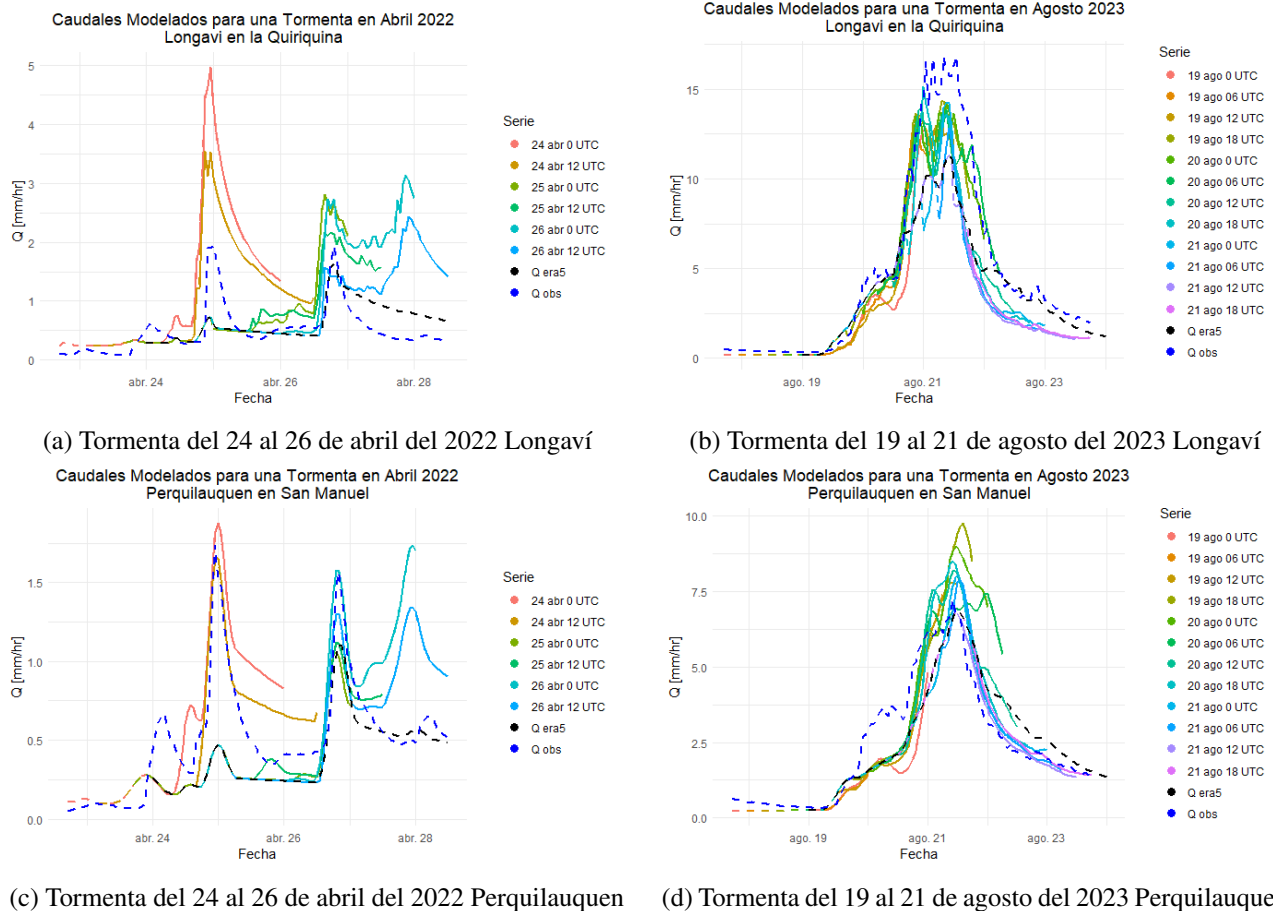 Caudales Modelados para una Tormenta en Abril 2022
Longavi en la Quiriquina
5
4
3
2
1
0
Q [mm/hr]
abr. 24
abr. 26
abr. 28
Fecha
Serie
24 abr 0 UTC
24 abr 12 UTC
25 abr 0 UTC
25 abr 12 UTC
26 abr 0 UTC
26 abr 12 UTC
Q era5
Q obs
(a) Tormenta del 24 al 26 de abril del 2022 Longaví
Caudales Modelados para una Tormenta en Agosto 2023
Longavi en la Quiriquina
15
10
5
0
Q [mm/hr]
ago. 19
ago. 21
ago. 23
Fecha
Serie
19 ago 0 UTC
19 ago 06 UTC
19 ago 12 UTC
19 ago 18 UTC
20 ago 0 UTC
20 ago 06 UTC
20 ago 12 UTC
20 ago 18 UTC
21 ago 0 UTC
21 ago 06 UTC
21 ago 12 UTC
21 ago 18 UTC
Q era5
Q obs
(b) Tormenta del 19 al 21 de agosto del 2023 Longaví
Caudales Modelados para una Tormenta en Abril 2022
Perquilauquen en San Manuel
1.5
1.0
0.5
0.0
Q [mm/hr]
abr. 24
abr. 26
abr. 28
Fecha
Serie
24 abr 0 UTC
24 abr 12 UTC
25 abr 0 UTC
25 abr 12 UTC
26 abr 0 UTC
26 abr 12 UTC
Q era5
Q obs
(c) Tormenta del 24 al 26 de abril del 2022 Perquilauquen
Caudales Modelados para una Tormenta en Agosto 2023
Perquilauquen en San Manuel
10.0
7.5
5.0
2.5
0.0
Q [mm/hr]
ago. 19
ago. 21
ago. 23
Fecha
Serie
19 ago 0 UTC
19 ago 06 UTC
19 ago 12 UTC
19 ago 18 UTC
20 ago 0 UTC
20 ago 06 UTC
20 ago 12 UTC
20 ago 18 UTC
21 ago 0 UTC
21 ago 06 UTC
21 ago 12 UTC
21 ago 18 UTC
Q era5
Q obs
(d) Tormenta del 19 al 21 de agosto del 2023 Perquilauque